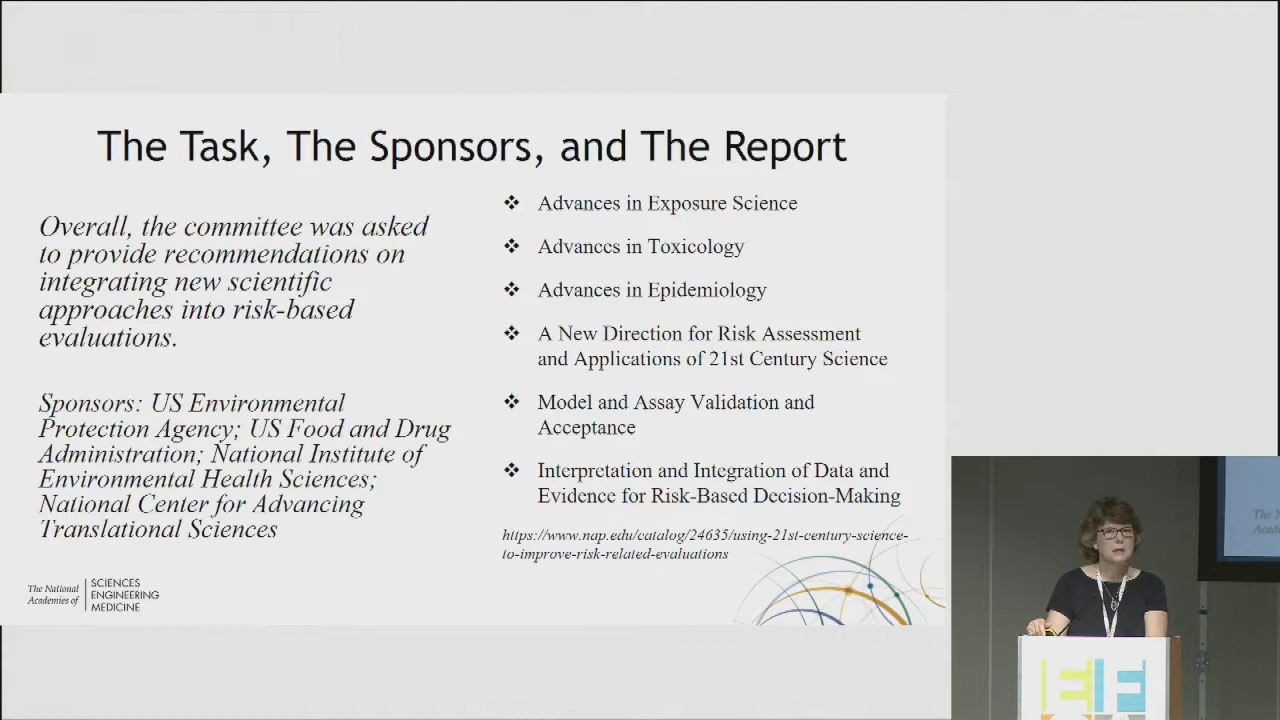 The Task, The Sponsors, and The Report
Overall, the committee was asked
to provide recommendations on
integrating new scientific
approaches into risk-based
evaluations.
Sponsors: US Environmental
Protection Agency; US Food and Drug
Administration; National Institute of
Environmental Health Sciences;
National Center for Advancing
Translational Sciences
❖ Advances in Exposure Science
❖ Advances in Toxicology
❖ Advances in Epidemiology
❖ A New Direction for Risk Assessment
and Applications of 21st Century Science
❖ Model and Assay Validation and
Acceptance
❖ Interpretation and Integration of Data and
Evidence for Risk-Based Decision-Making
https://www.nap.edu/catalog/24635/using-21st-century-science-
to-improve-risk-related-evaluations
The National
Academies of
SCIENCES
ENGINEERING
MEDICINE
The N
Acade